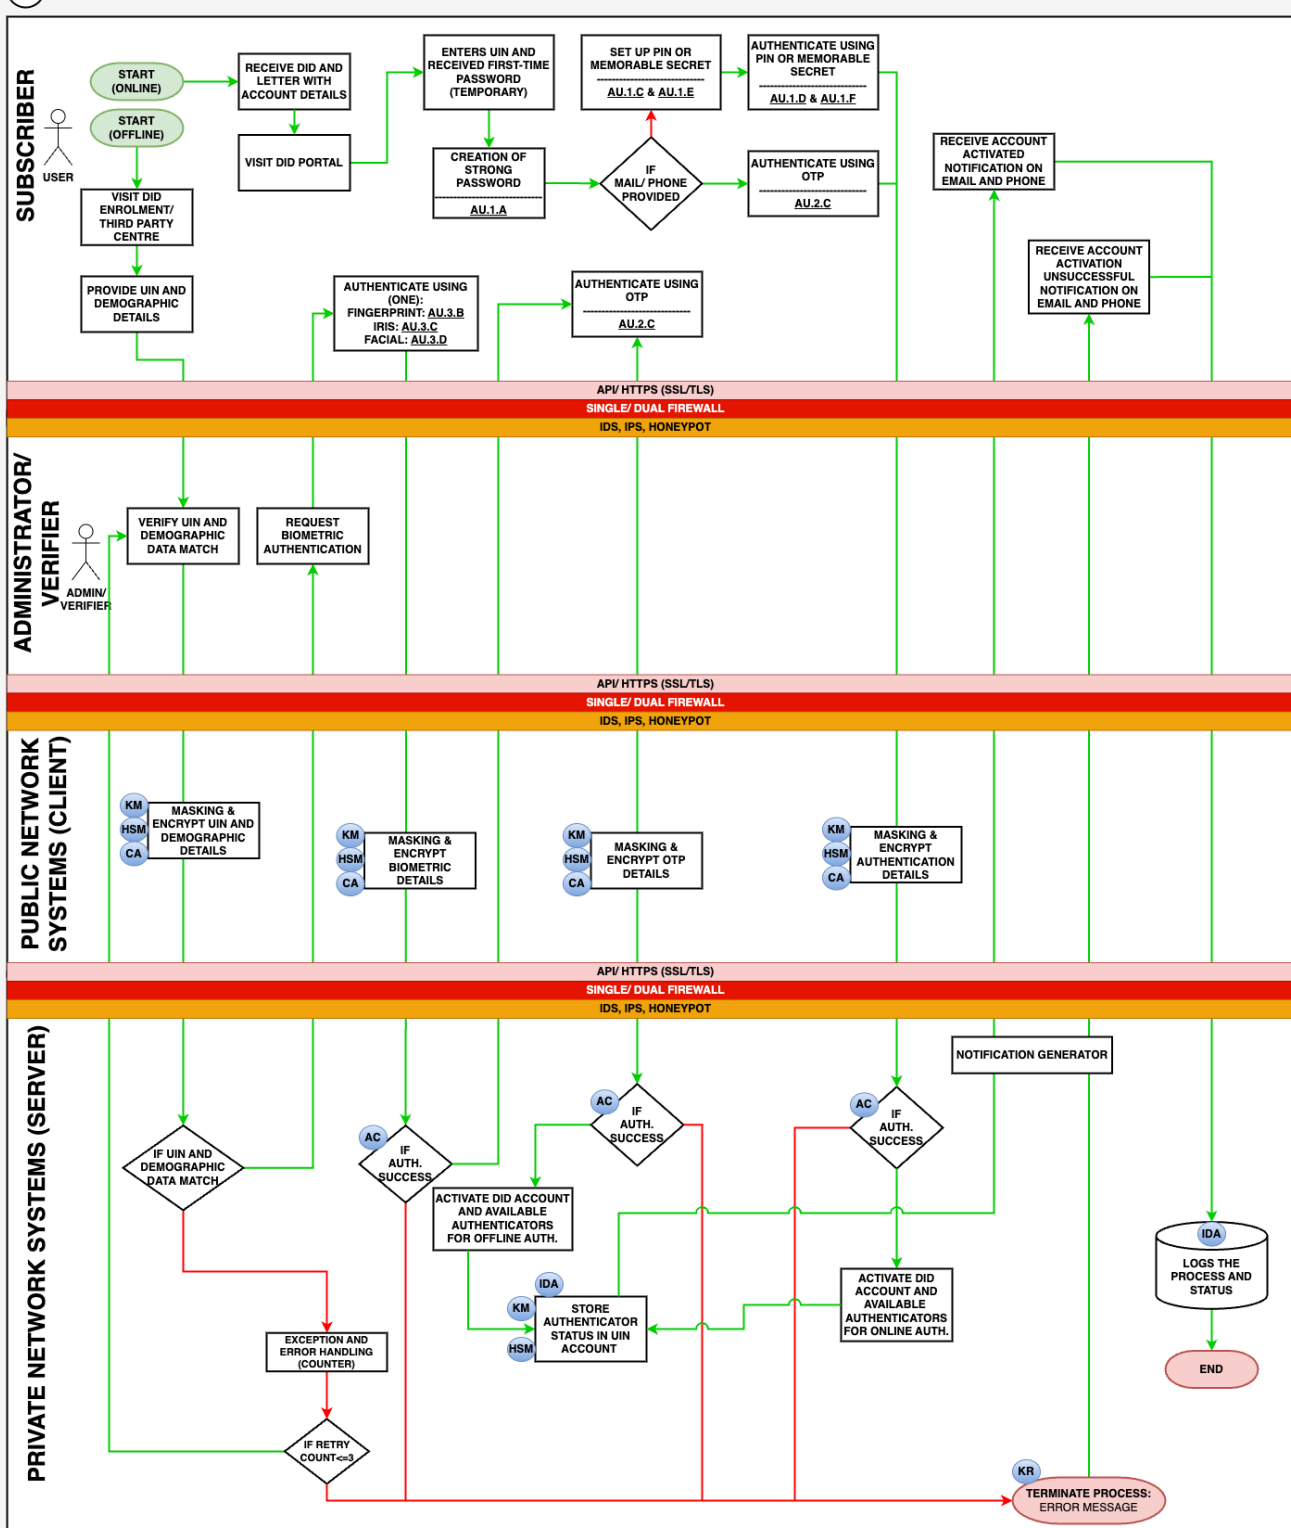 SUBSCRIBER
USER
START
(ONLINE)
START
(OFFLINE)
RECEIVE DID AND
LETTER WITH
ACCOUNT DETAILS
VISIT DID PORTAL
ENTERS UIN AND
RECEIVED FIRST-TIME
PASSWORD
(TEMPORARY)
CREATION OF
STRONG
PASSWORD
AU.1.A
IF
MAIL/ PHONE
PROVIDED
SET UP PIN OR
MEMORABLE SECRET
AU.1.C & AU.1.E
AUTHENTICATE USING
PIN OR MEMORABLE
SECRET
AU.1.D & AU.1.F
AUTHENTICATE USING
OTP
AU.2.C
RECEIVE ACCOUNT
ACTIVATED
NOTIFICATION ON
EMAIL AND PHONE
RECEIVE ACCOUNT
ACTIVATION
UNSUCCESSFUL
NOTIFICATION ON
EMAIL AND PHONE
VISIT DID
ENROLMENT/
THIRD PARTY
CENTRE
PROVIDE UIN AND
DEMOGRAPHIC
DETAILS
AUTHENTICATE USING
(ONE):
FINGERPRINT: AU.3.B
IRIS: AU.3.C
FACIAL: AU.3.D
AUTHENTICATE USING
OTP
AU.2.C
API/ HTTPS (SSL/TLS)
SINGLE/ DUAL FIREWALL
IDS, IPS, HONEYPOT
ADMINISTRATOR/
VERIFIER
ADMIN/
VERIFIER
VERIFY UIN AND
DEMOGRAPHIC
DATA MATCH
REQUEST
BIOMETRIC
AUTHENTICATION
API/ HTTPS (SSL/TLS)
SINGLE/ DUAL FIREWALL
IDS, IPS, HONEYPOT
PUBLIC NETWORK
SYSTEMS (CLIENT)
KM
HSM
CA
MASKING &
ENCRYPT UIN AND
DEMOGRAPHIC
DETAILS
KM
HSM
CA
MASKING &
ENCRYPT
BIOMETRIC
DETAILS
KM
HSM
CA
MASKING &
ENCRYPT OTP
DETAILS
KM
HSM
CA
MASKING &
ENCRYPT
AUTHENTICATION
DETAILS
API/ HTTPS (SSL/TLS)
SINGLE/ DUAL FIREWALL
IDS, IPS, HONEYPOT
PRIVATE NETWORK SYSTEMS (SERVER)
IF UIN AND
DEMOGRAPHIC
DATA MATCH
AC
IF
AUTH.
SUCCESS
AC
IF
AUTH.
SUCCESS
AC
IF
AUTH.
SUCCESS
NOTIFICATION GENERATOR
ACTIVATE DID ACCOUNT
AND AVAILABLE
AUTHENTICATORS
FOR OFFLINE AUTH.
IDA
KM
HSM
STORE
AUTHENTICATOR
STATUS IN UIN
ACCOUNT
ACTIVATE DID
ACCOUNT AND
AVAILABLE
AUTHENTICATORS
FOR ONLINE AUTH.
IDA
LOGS THE
PROCESS AND
STATUS
END
EXCEPTION AND
ERROR HANDLING
(COUNTER)
IF RETRY
COUNT<=3
KR
TERMINATE PROCESS:
ERROR MESSAGE